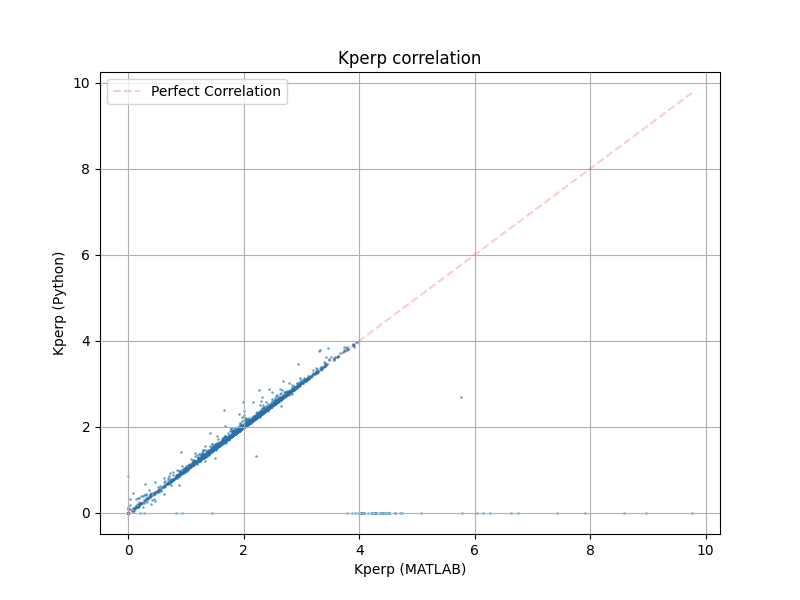 Kperp correlation
Perfect Correlation
10
8
6
4
2
0
Kperp (Python)
0 2 4 6 8 10
Kperp (MATLAB)